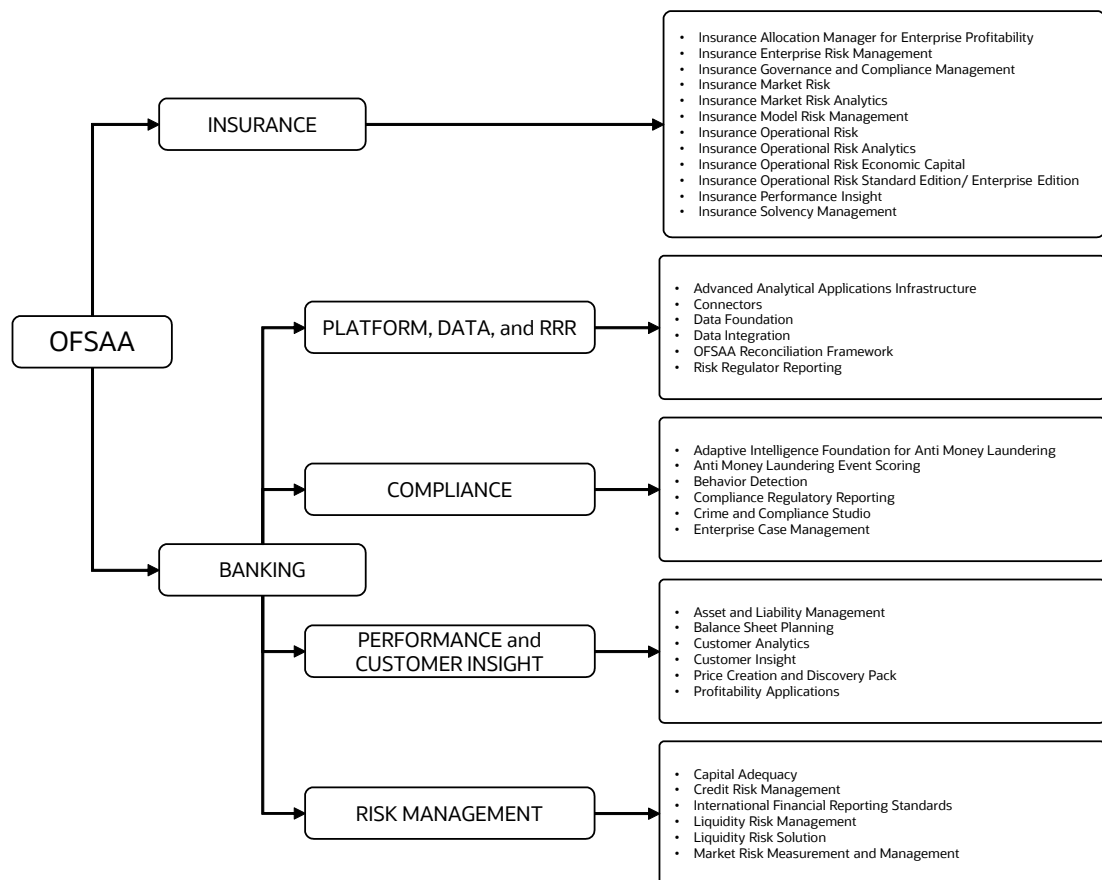 OFSAA
INSURANCE
• Insurance Allocation Manager for Enterprise Profitability
• Insurance Enterprise Risk Management
• Insurance Governance and Compliance Management
• Insurance Market Risk
• Insurance Market Risk Analytics
• Insurance Model Risk Management
• Insurance Operational Risk
• Insurance Operational Risk Analytics
• Insurance Operational Risk Economic Capital
• Insurance Operational Risk Standard Edition/ Enterprise Edition
• Insurance Performance Insight
• Insurance Solvency Management
BANKING
PLATFORM, DATA, and RRR
• Advanced Analytical Applications Infrastructure
• Connectors
• Data Foundation
• Data Integration
• OFSAA Reconciliation Framework
• Risk Regulator Reporting
COMPLIANCE
• Adaptive Intelligence Foundation for Anti Money Laundering
• Anti Money Laundering Event Scoring
• Behavior Detection
• Compliance Regulatory Reporting
• Crime and Compliance Studio
• Enterprise Case Management
PERFORMANCE and
CUSTOMER INSIGHT
• Asset and Liability Management
• Balance Sheet Planning
• Customer Analytics
• Customer Insight
• Price Creation and Discovery Pack
• Profitability Applications
RISK MANAGEMENT
• Capital Adequacy
• Credit Risk Management
• International Financial Reporting Standards
• Liquidity Risk Management
• Liquidity Risk Solution
• Market Risk Measurement and Management